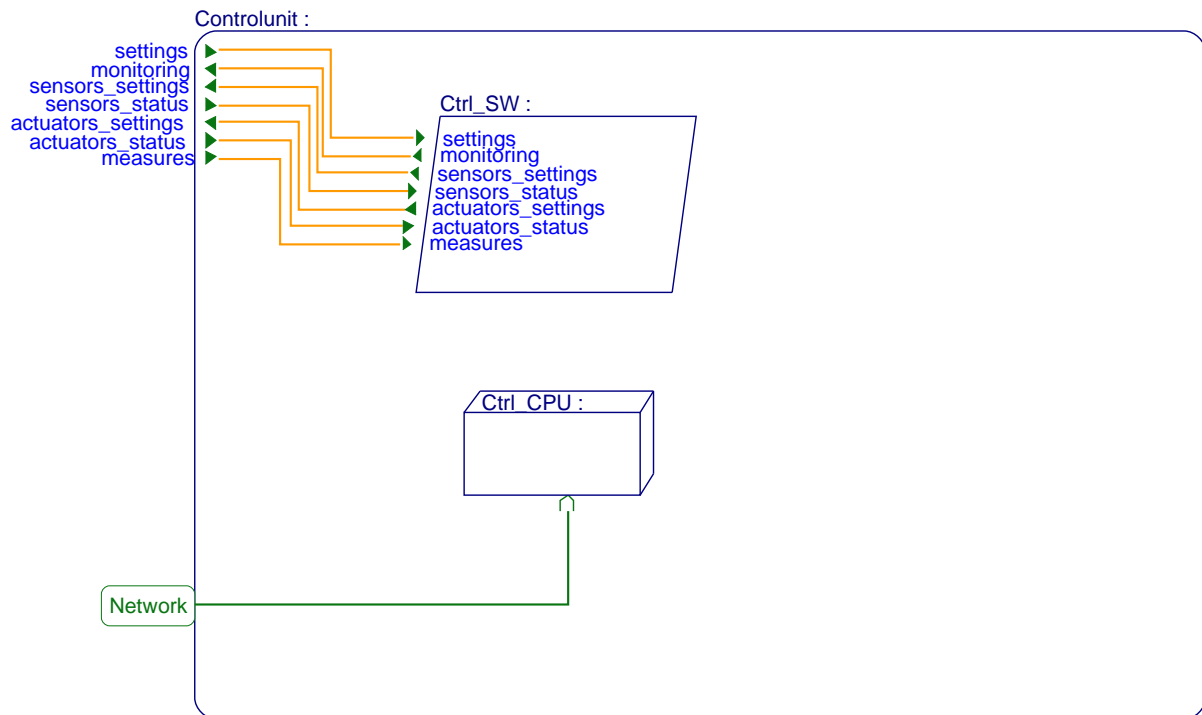 Controlunit :
settings
monitoring
sensors_settings
sensors_status
actuators_settings
actuators_status
measures
Ctrl_SW :
settings
monitoring
sensors_settings
sensors_status
actuators_settings
actuators_status
measures
Ctrl_CPU :
Network